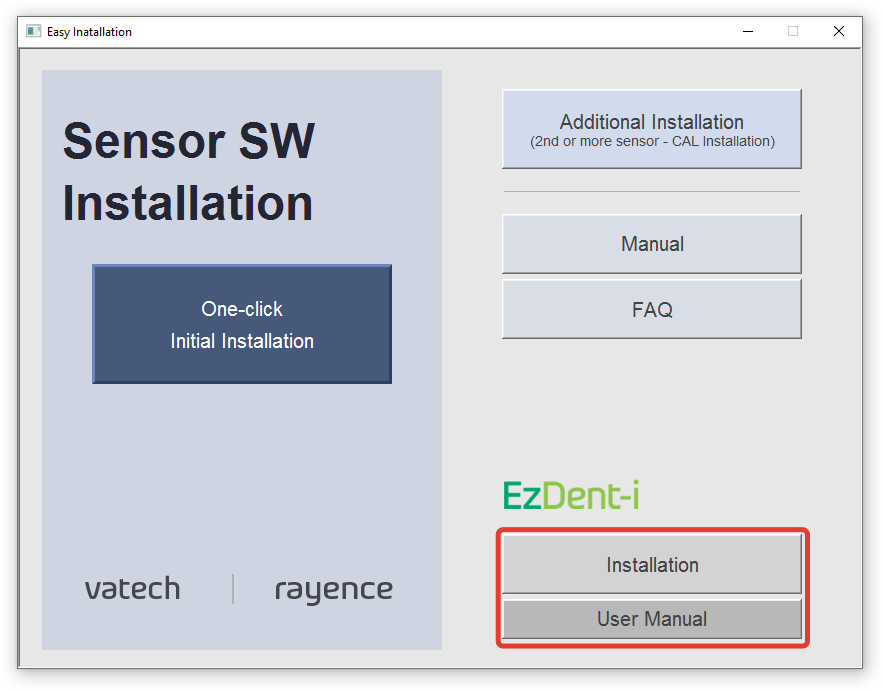 Easy Inatallation
Sensor SW
Installation
One-click
Initial Installation
vatech | rayence
Additional Installation
(2nd or more sensor - CAL Installation)
Manual
FAQ
EzDent-i
Installation
User Manual